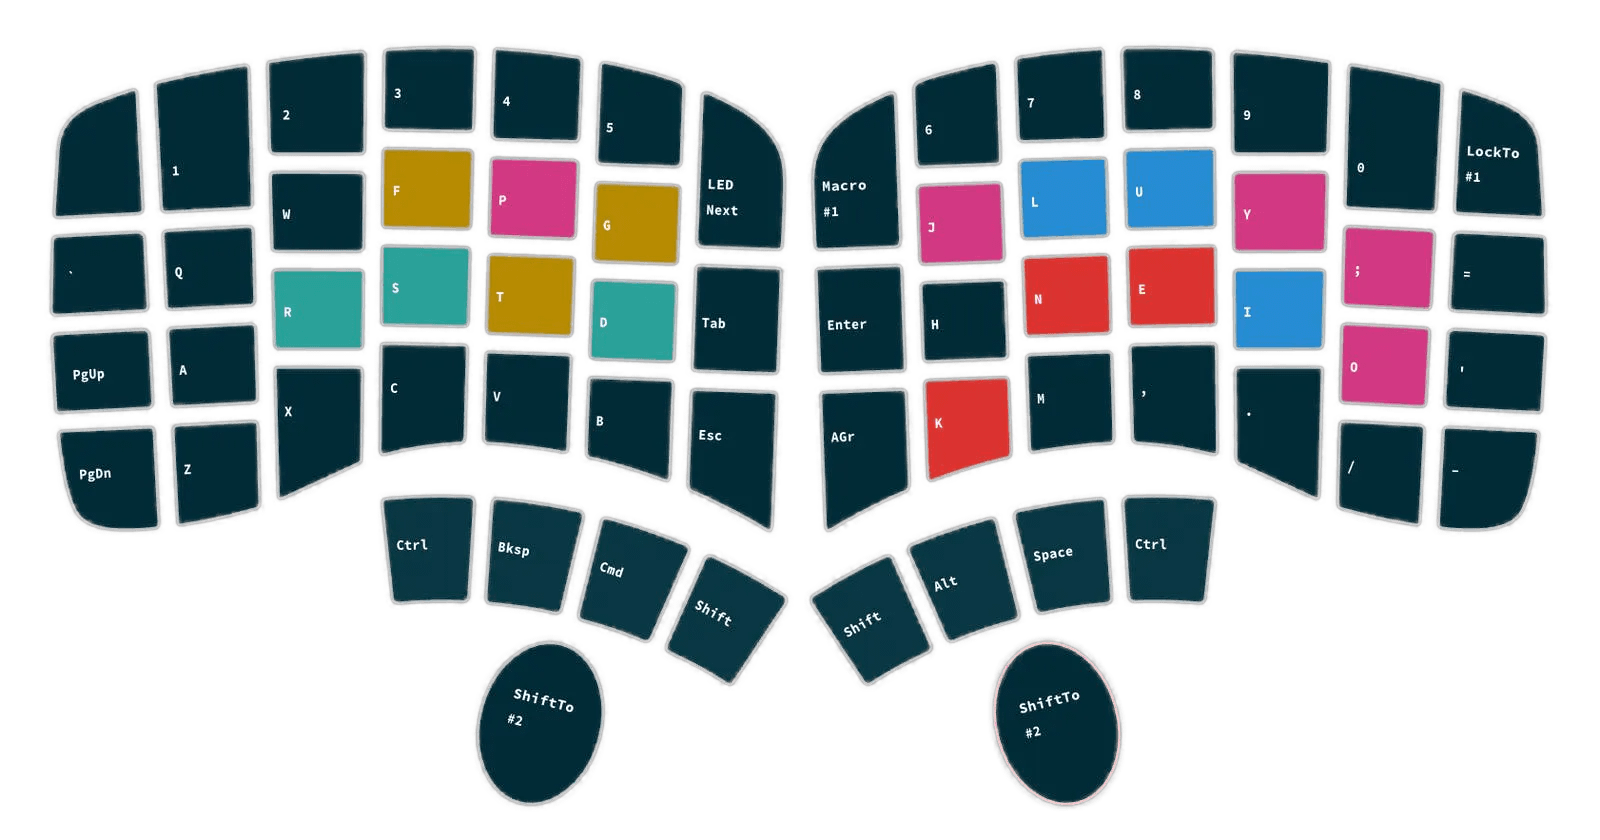 1
2
3
4
5
LED
Next
Macro
#1
6
7
8
9
0
LockTo
#1
`
Q
W
F
P
G
J
L
U
Y
;
=
PgUp
A
R
S
T
D
Tab
Enter
H
N
E
I
O
'
PgDn
Z
X
C
V
B
Esc
AGr
K
M
,
.
/
-
Ctrl
Bksp
Cmd
Shift
Shift
Alt
Space
Ctrl
ShiftTo
#2
ShiftTo
#2